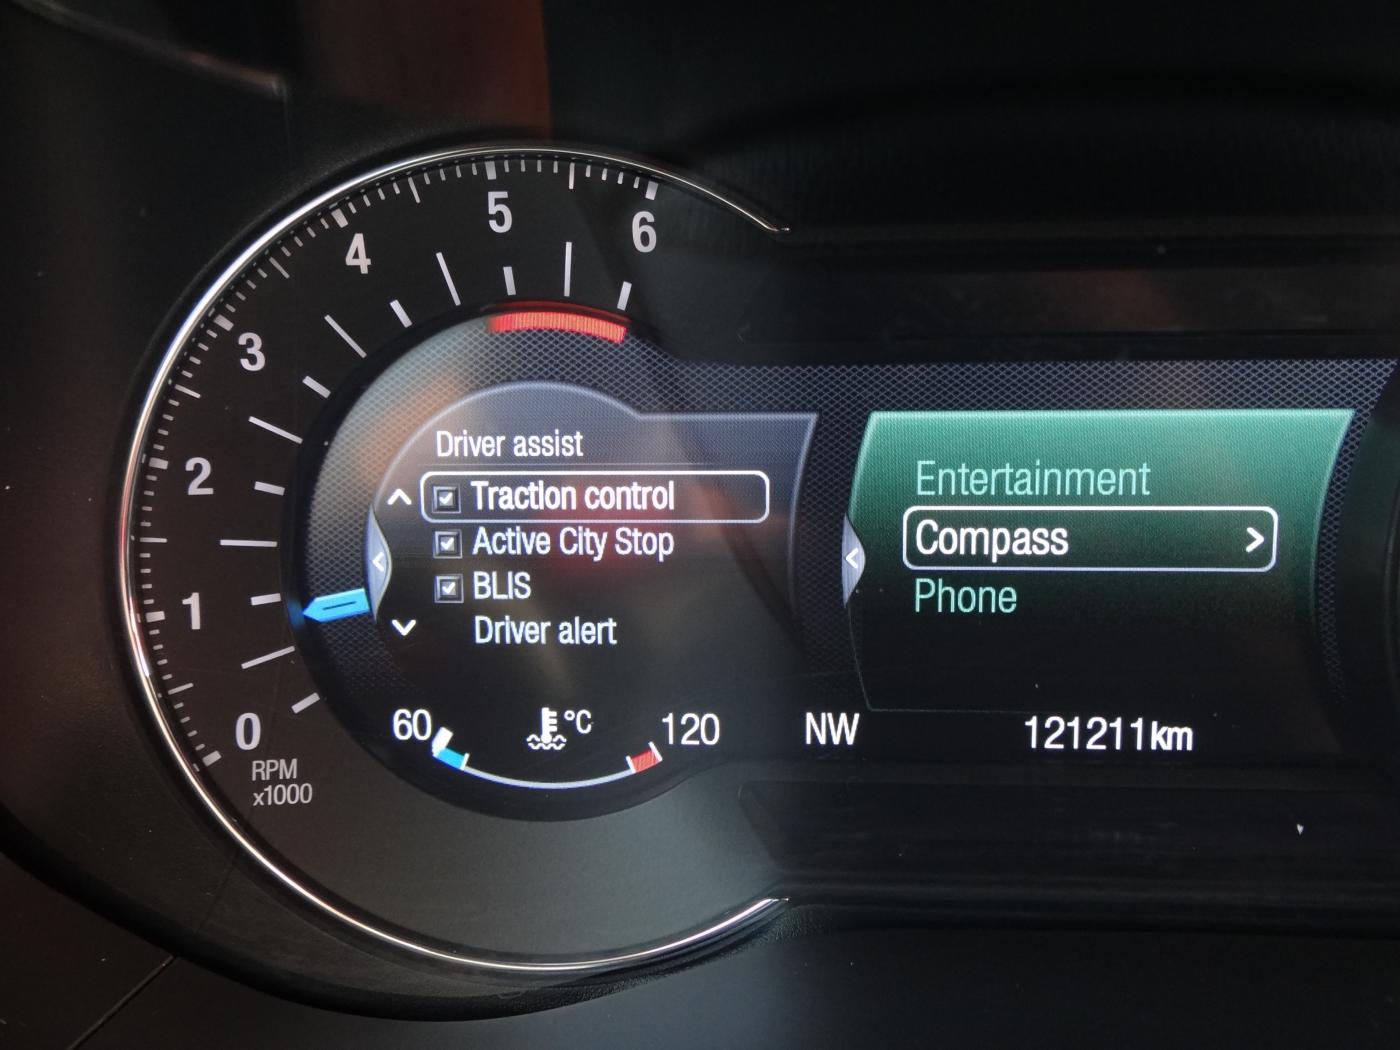 6
5
4
3
2
1
0
RPM
x1000
Driver assist
Traction control
Active City Stop
BLIS
Driver alert
60
°C
120
Entertainment
Compass
Phone
NW
121211km